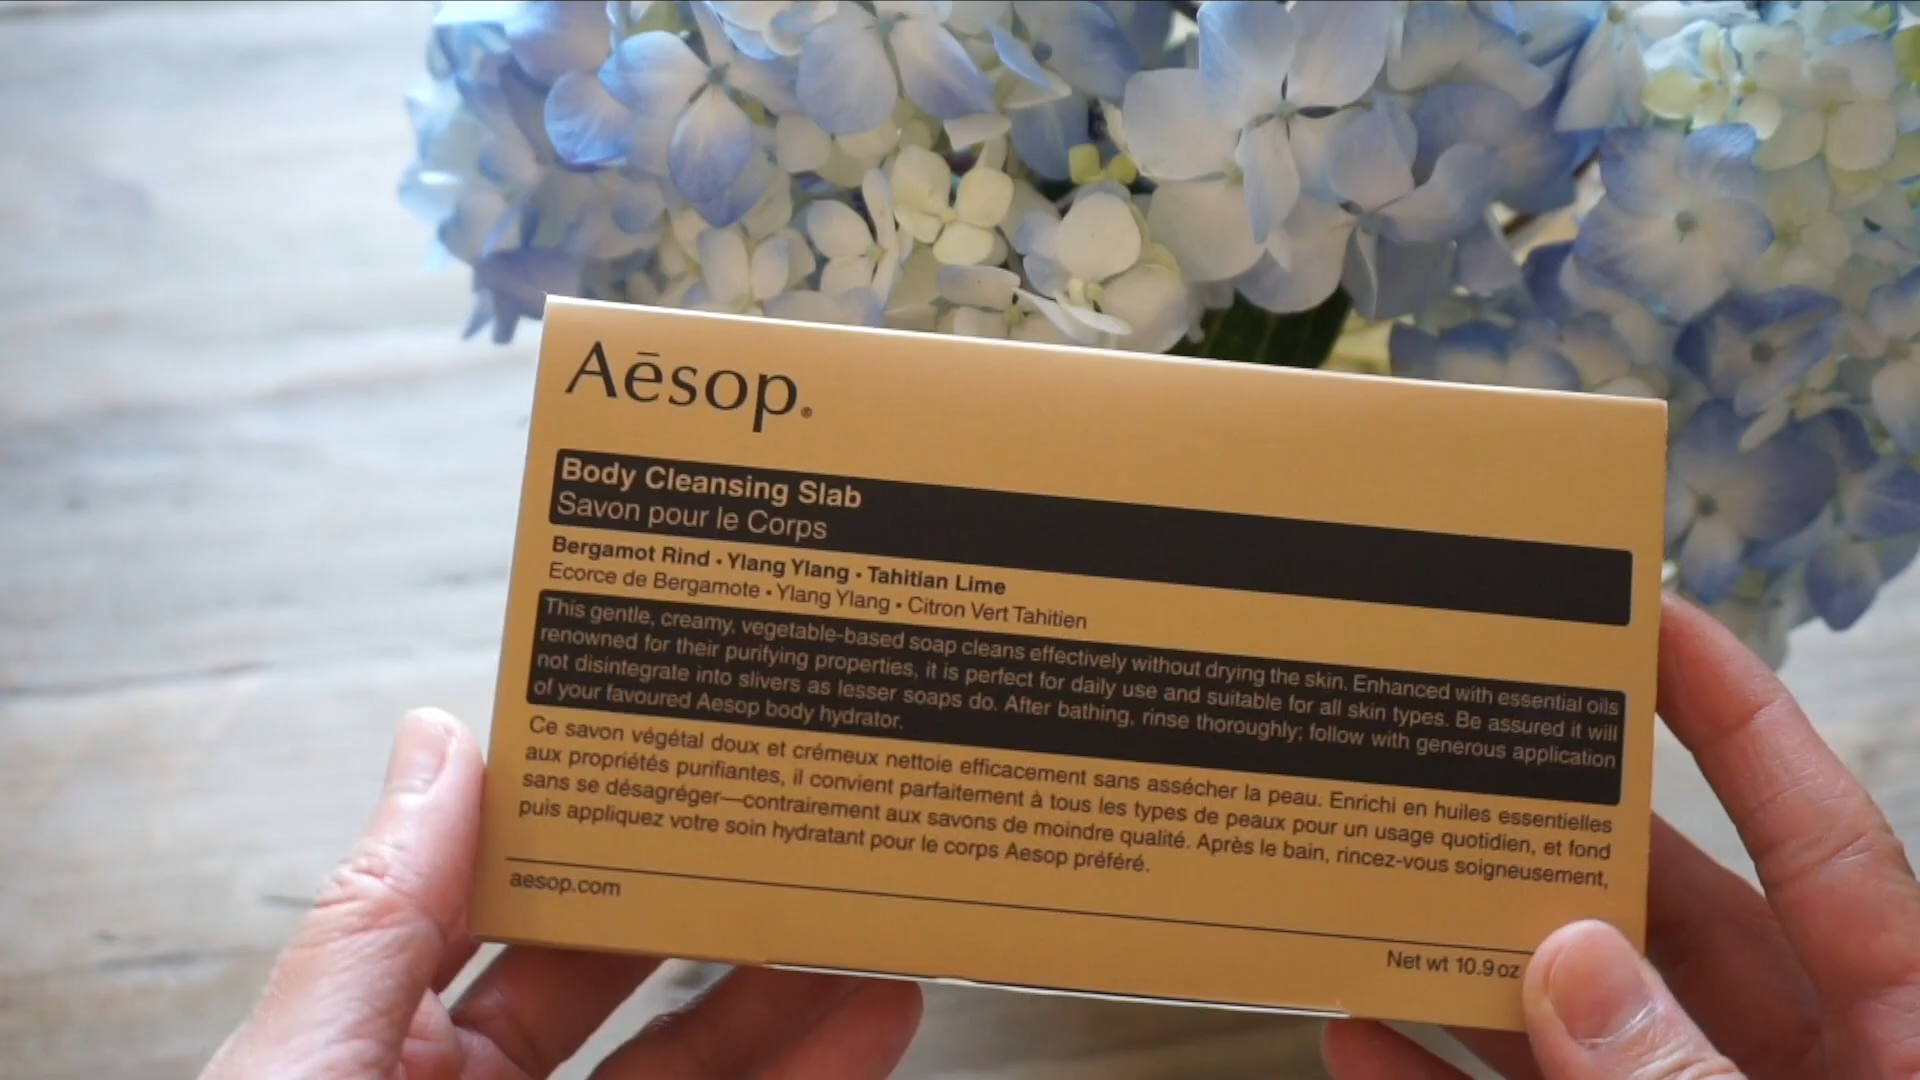 Aēsop.®
Body Cleansing Slab
Savon pour le Corps
Bergamot Rind • Ylang Ylang • Tahitian Lime
Ecorce de Bergamote • Ylang Ylang • Citron Vert Tahitien
This gentle, creamy, vegetable-based soap cleans effectively without drying the skin. Enhanced with essential oils
renowned for their purifying properties, it is perfect for daily use and suitable for all skin types. Be assured it will
not disintegrate into slivers as lesser soaps do. After bathing, rinse thoroughly; follow with generous application
of your favoured Aesop body hydrator.
Ce savon végétal doux et crémeux nettoie efficacement sans assécher la peau. Enrichi en huiles essentielles
aux propriétés purifiantes, il convient parfaitement à tous les types de peaux pour un usage quotidien, et fond
sans se désagréger—contrairement aux savons de moindre qualité. Après le bain, rincez-vous soigneusement,
puis appliquez votre soin hydratant pour le corps Aesop préféré.
aesop.com
Net wt 10.9 oz